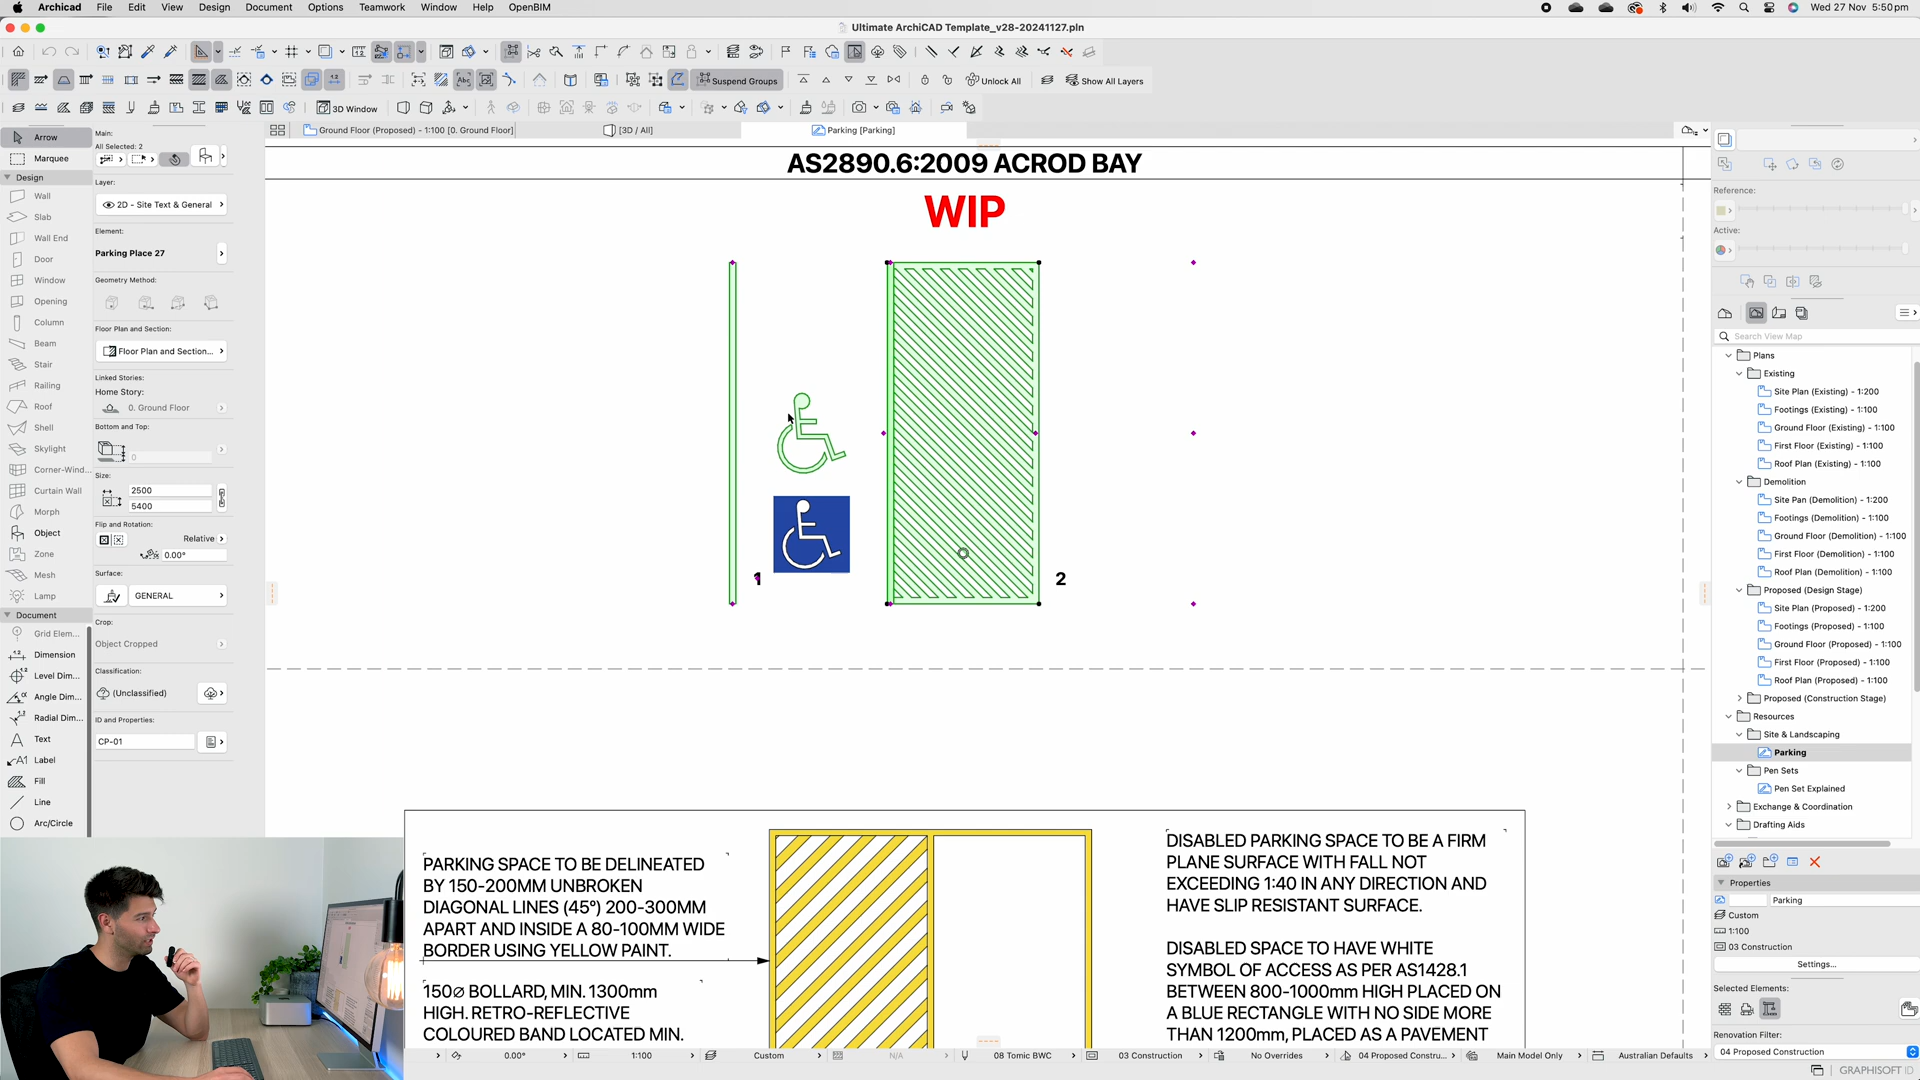 Archicad File Edit View Design Document Options Teamwork Window Help OpenBIM Wed 27 Nov 5:50pm
Ultimate ArchiCAD Template_v28-20241127.pln
Suspend Groups Unlock All Show All Layers
3D Window
Ground Floor (Proposed) - 1:100 [0. Ground Floor] [3D / All] Parking [Parking]
Arrow
Marquee
Design
Wall
Slab
Wall End
Door
Window
Opening
Column
Beam
Stair
Railing
Roof
Shell
Skylight
Corner-Wind...
Curtain Wall
Morph
Object
Zone
Mesh
Lamp
Document
Grid Elem...
Dimension
Level Dim...
Angle Dim...
Radial Dim...
Text
Label
Fill
Line
Arc/Circle
Main:
All Selected: 2
Layer:
2D - Site Text & General
Element:
Parking Place 27
Geometry Method:
Floor Plan and Section:
Floor Plan and Section...
Linked Stories:
Home Story:
0. Ground Floor
Bottom and Top:
0
Size:
2500
5400
Flip and Rotation:
Relative
0.00°
Surface:
GENERAL
Crop:
Object Cropped
Classification:
(Unclassified)
ID and Properties:
CP-01
AS2890.6:2009 ACROD BAY
WIP
1
2
PARKING SPACE TO BE DELINEATED
BY 150-200MM UNBROKEN
DIAGONAL LINES (45°) 200-300MM
APART AND INSIDE A 80-100MM WIDE
BORDER USING YELLOW PAINT.
150⌀ BOLLARD, MIN. 1300mm
HIGH. RETRO-REFLECTIVE
COLOURED BAND LOCATED MIN.
DISABLED PARKING SPACE TO BE A FIRM
PLANE SURFACE WITH FALL NOT
EXCEEDING 1:40 IN ANY DIRECTION AND
HAVE SLIP RESISTANT SURFACE.
DISABLED SPACE TO HAVE WHITE
SYMBOL OF ACCESS AS PER AS1428.1
BETWEEN 800-1000mm HIGH PLACED ON
A BLUE RECTANGLE WITH NO SIDE MORE
THAN 1200mm, PLACED AS A PAVEMENT
Reference:
Active:
Search View Map
Plans
Existing
Site Plan (Existing) - 1:200
Footings (Existing) - 1:100
Ground Floor (Existing) - 1:100
First Floor (Existing) - 1:100
Roof Plan (Existing) - 1:100
Demolition
Site Pan (Demolition) - 1:200
Footings (Demolition) - 1:100
Ground Floor (Demolition) - 1:100
First Floor (Demolition) - 1:100
Roof Plan (Demolition) - 1:100
Proposed (Design Stage)
Site Plan (Proposed) - 1:200
Footings (Proposed) - 1:100
Ground Floor (Proposed) - 1:100
First Floor (Proposed) - 1:100
Roof Plan (Proposed) - 1:100
Proposed (Construction Stage)
Resources
Site & Landscaping
Parking
Pen Sets
Pen Set Explained
Exchange & Coordination
Drafting Aids
Properties
Parking
Custom
1:100
03 Construction
Settings...
Selected Elements:
Renovation Filter:
04 Proposed Construction
0.00° 1:100 Custom N/A 08 Tomic BWC 03 Construction No Overrides 04 Proposed Constru... Main Model Only Australian Defaults
GRAPHISOFT ID